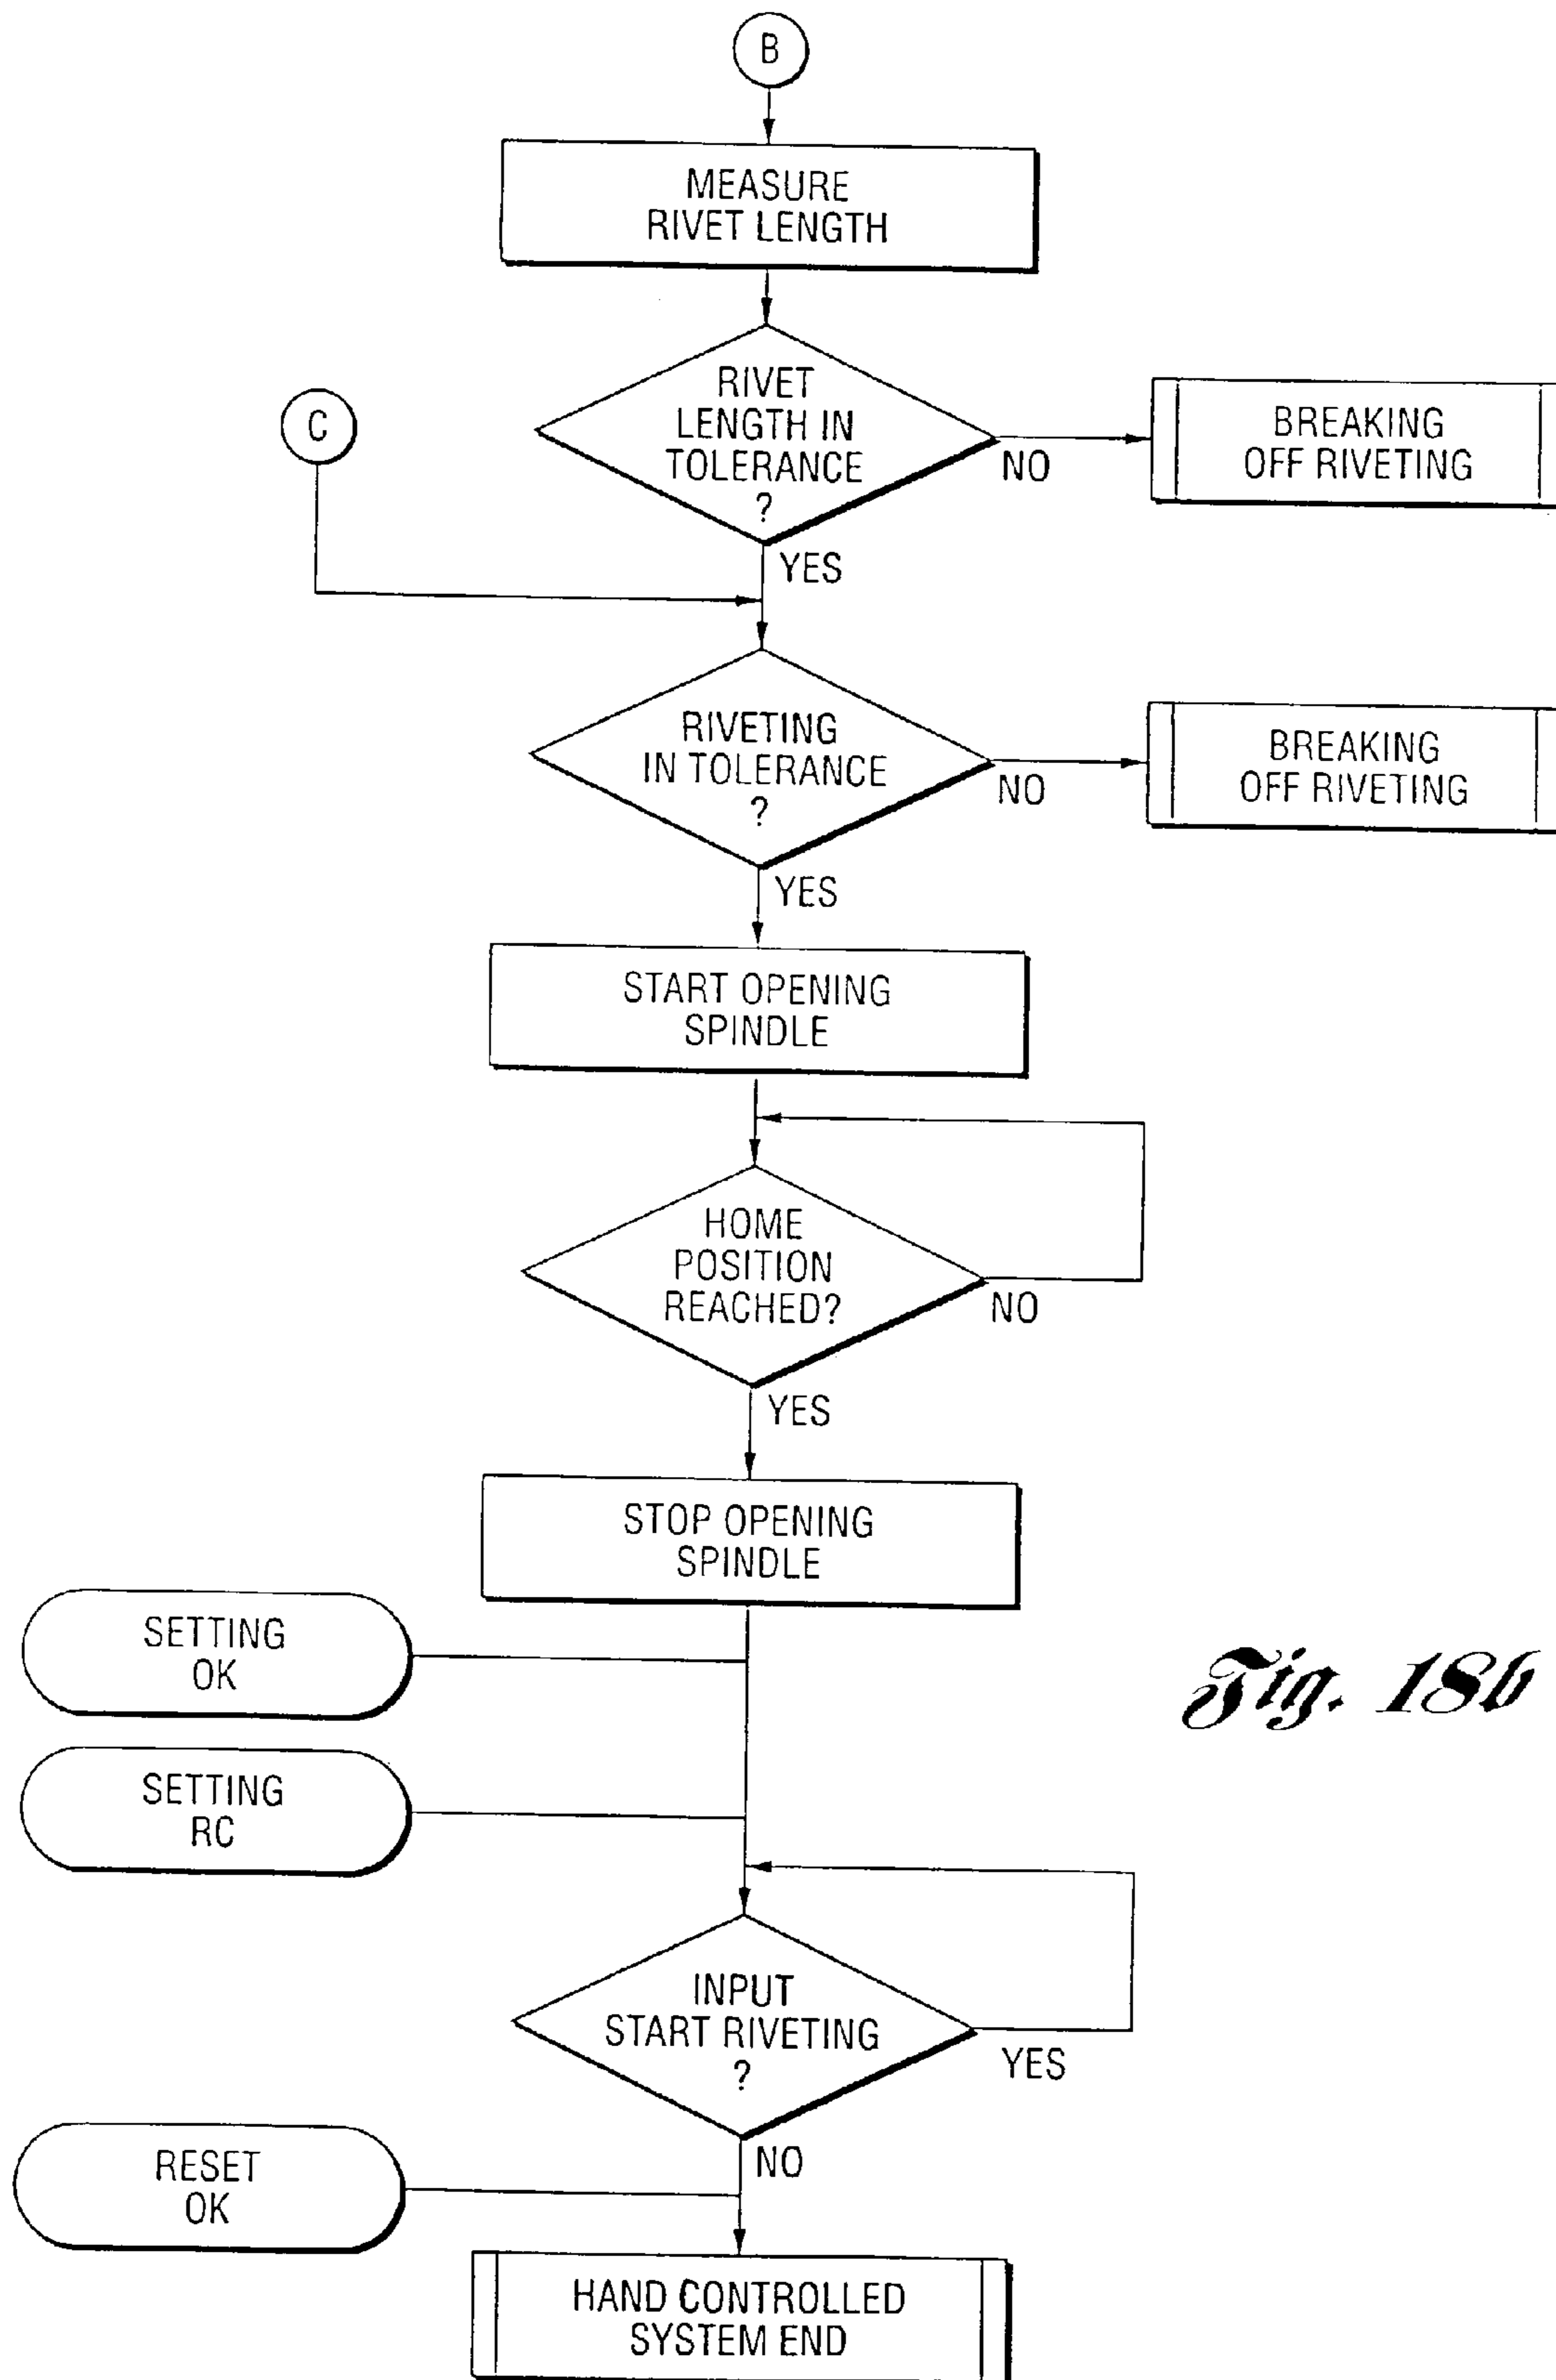 B
MEASURE
RIVET LENGTH
RIVET
LENGTH IN
TOLERANCE
?
NO
BREAKING
OFF RIVETING
C
YES
RIVETING
IN TOLERANCE
?
NO
BREAKING
OFF RIVETING
YES
START OPENING
SPINDLE
HOME
POSITION
REACHED?
NO
YES
STOP OPENING
SPINDLE
SETTING
OK
Fig. 18b
SETTING
RC
INPUT
START RIVETING
?
YES
NO
RESET
OK
HAND CONTROLLED
SYSTEM END